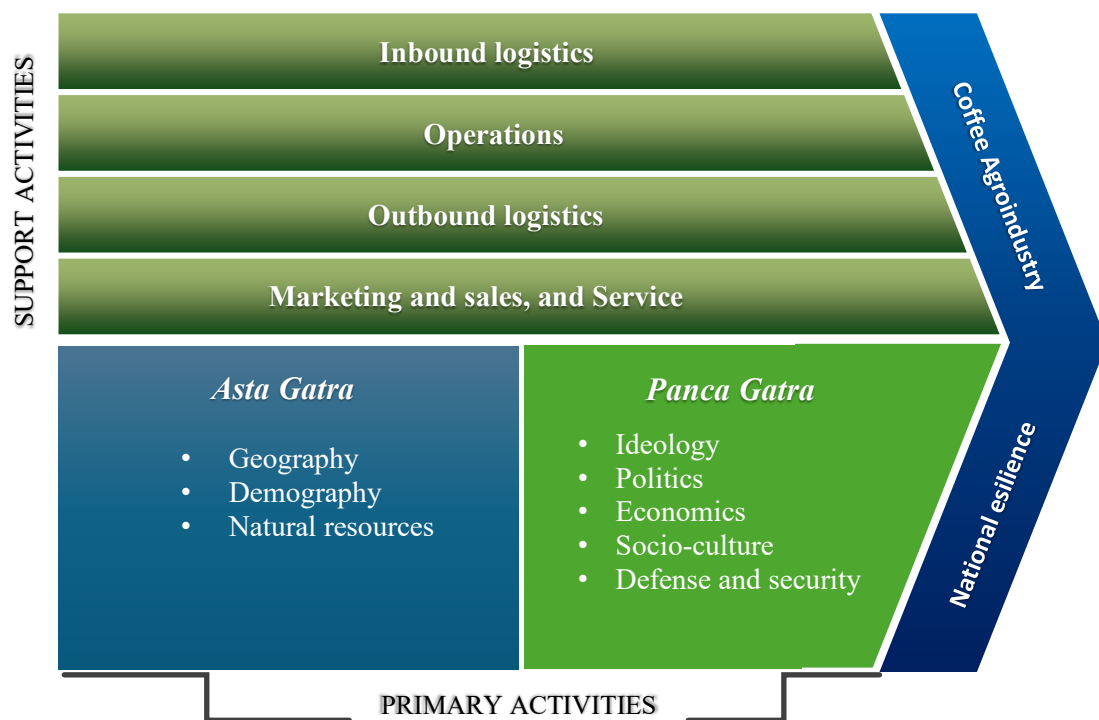 SUPPORT ACTIVITIES
Inbound logistics
Operations
Outbound logistics
Marketing and sales, and Service
Coffee Agroindustry
Asta Gatra
• Geography
• Demography
• Natural resources
Panca Gatra
• Ideology
• Politics
• Economics
• Socio-culture
• Defense and security
National esilience
PRIMARY ACTIVITIES